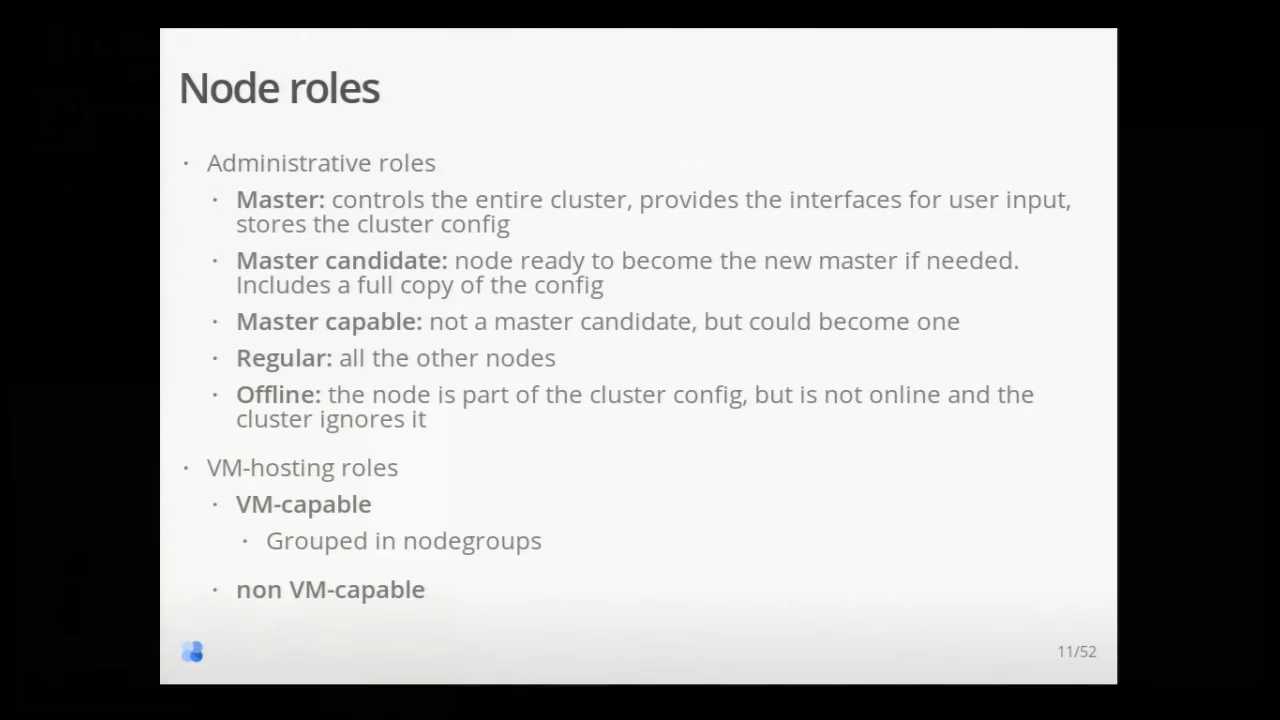 Node roles
· Administrative roles
· Master: controls the entire cluster, provides the interfaces for user input,
stores the cluster config
· Master candidate: node ready to become the new master if needed.
Includes a full copy of the config
· Master capable: not a master candidate, but could become one
· Regular: all the other nodes
· Offline: the node is part of the cluster config, but is not online and the
cluster ignores it
· VM-hosting roles
· VM-capable
· Grouped in nodegroups
· non VM-capable
11/52